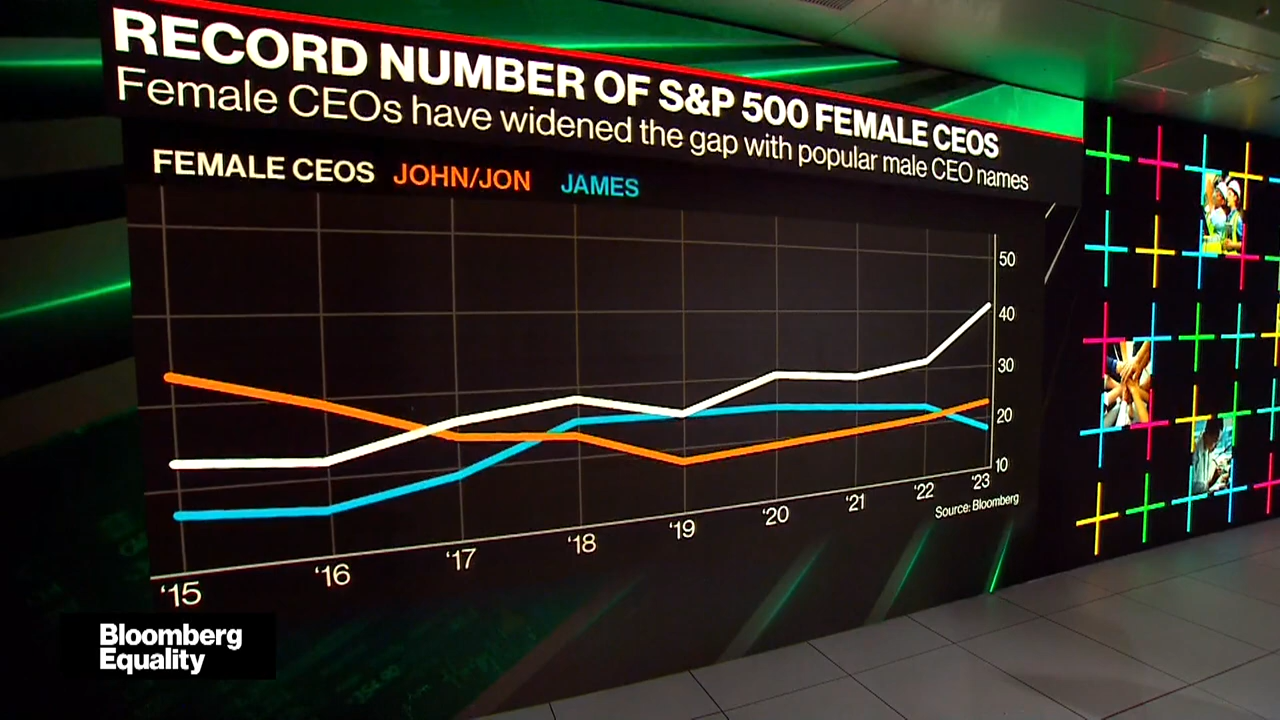 RECORD NUMBER OF S&P 500 FEMALE CEOS
Female CEOs have widened the gap with popular male CEO names
FEMALE CEOS JOHN/JON JAMES
50
40
30
20
10
'15 '16 '17 '18 '19 '20 '21 '22 '23
Source: Bloomberg
Bloomberg
Equality